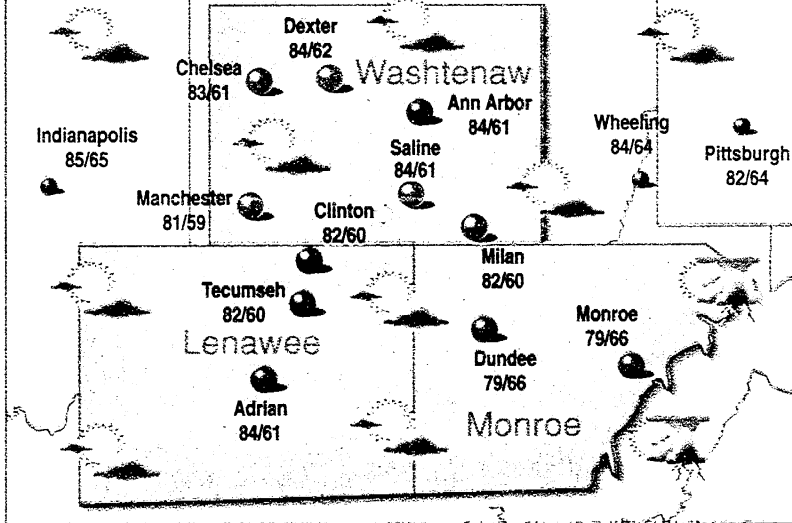 Dexter
84/62
Chelsea
83/61
Washtenaw
Ann Arbor
84/61
Indianapolis
85/65
Saline
84/61
Wheeling
84/64
Pittsburgh
82/64
Manchester
81/59
Clinton
82/60
Milan
82/60
Tecumseh
82/60
Lenawee
Monroe
79/66
Dundee
79/66
Adrian
84/61
Monroe